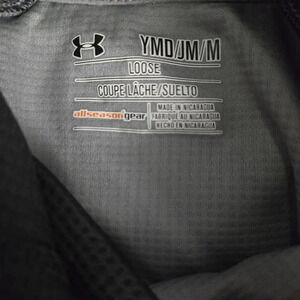 YMD/JM/M
LOOSE
COUPE LÂCHE/SUELTO
allseasongear
MADE IN NICARAGUA
FABRIQUÉ AU NICARAGUA
HECHO EN NICARAGUA